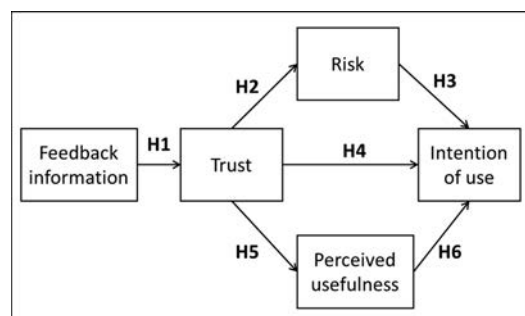 Risk
H2
H3
H1
Feedback
information
Trust
H4
Intention
of use
H5
H6
Perceived
usefulness